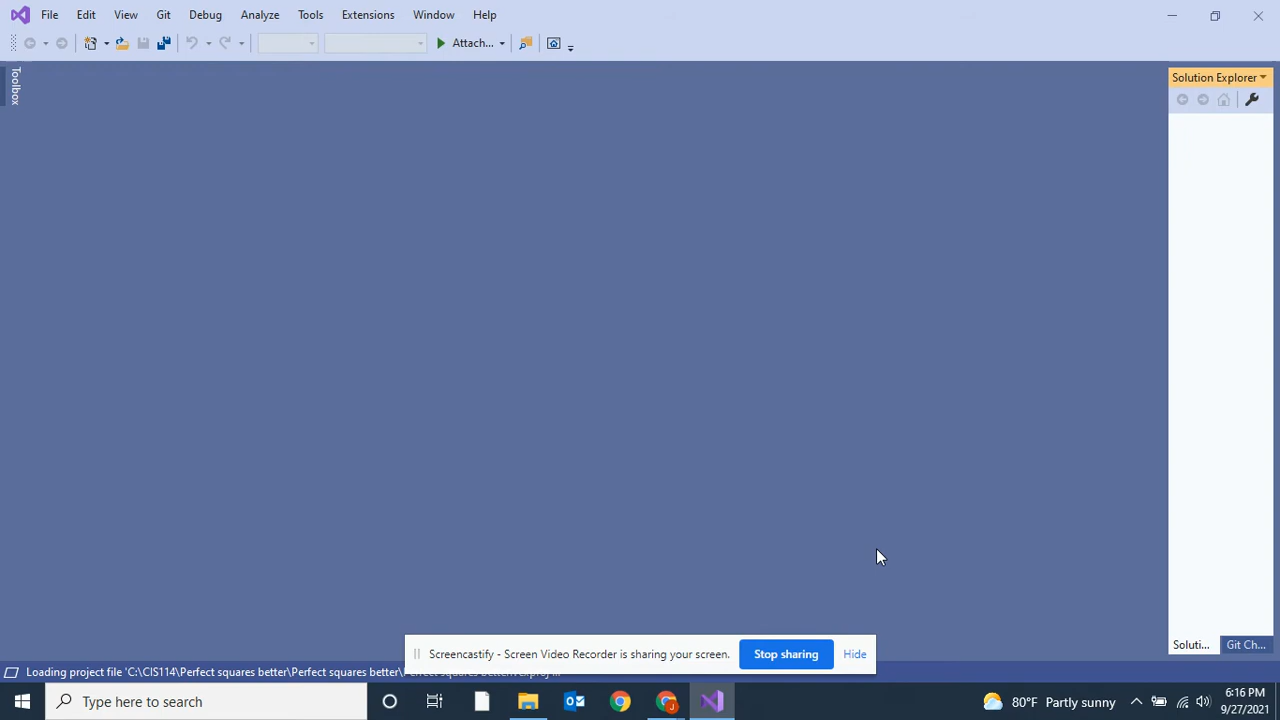 File Edit View Git Debug Analyze Tools Extensions Window Help
Attach...
Toolbox
Solution Explorer
Soluti... Git Ch...
Screencastify - Screen Video Recorder is sharing your screen. Stop sharing Hide
Loading project file 'C:\CIS114\Perfect squares better\Perfect squares better\
Type here to search
80°F Partly sunny
6:16 PM
9/27/2021